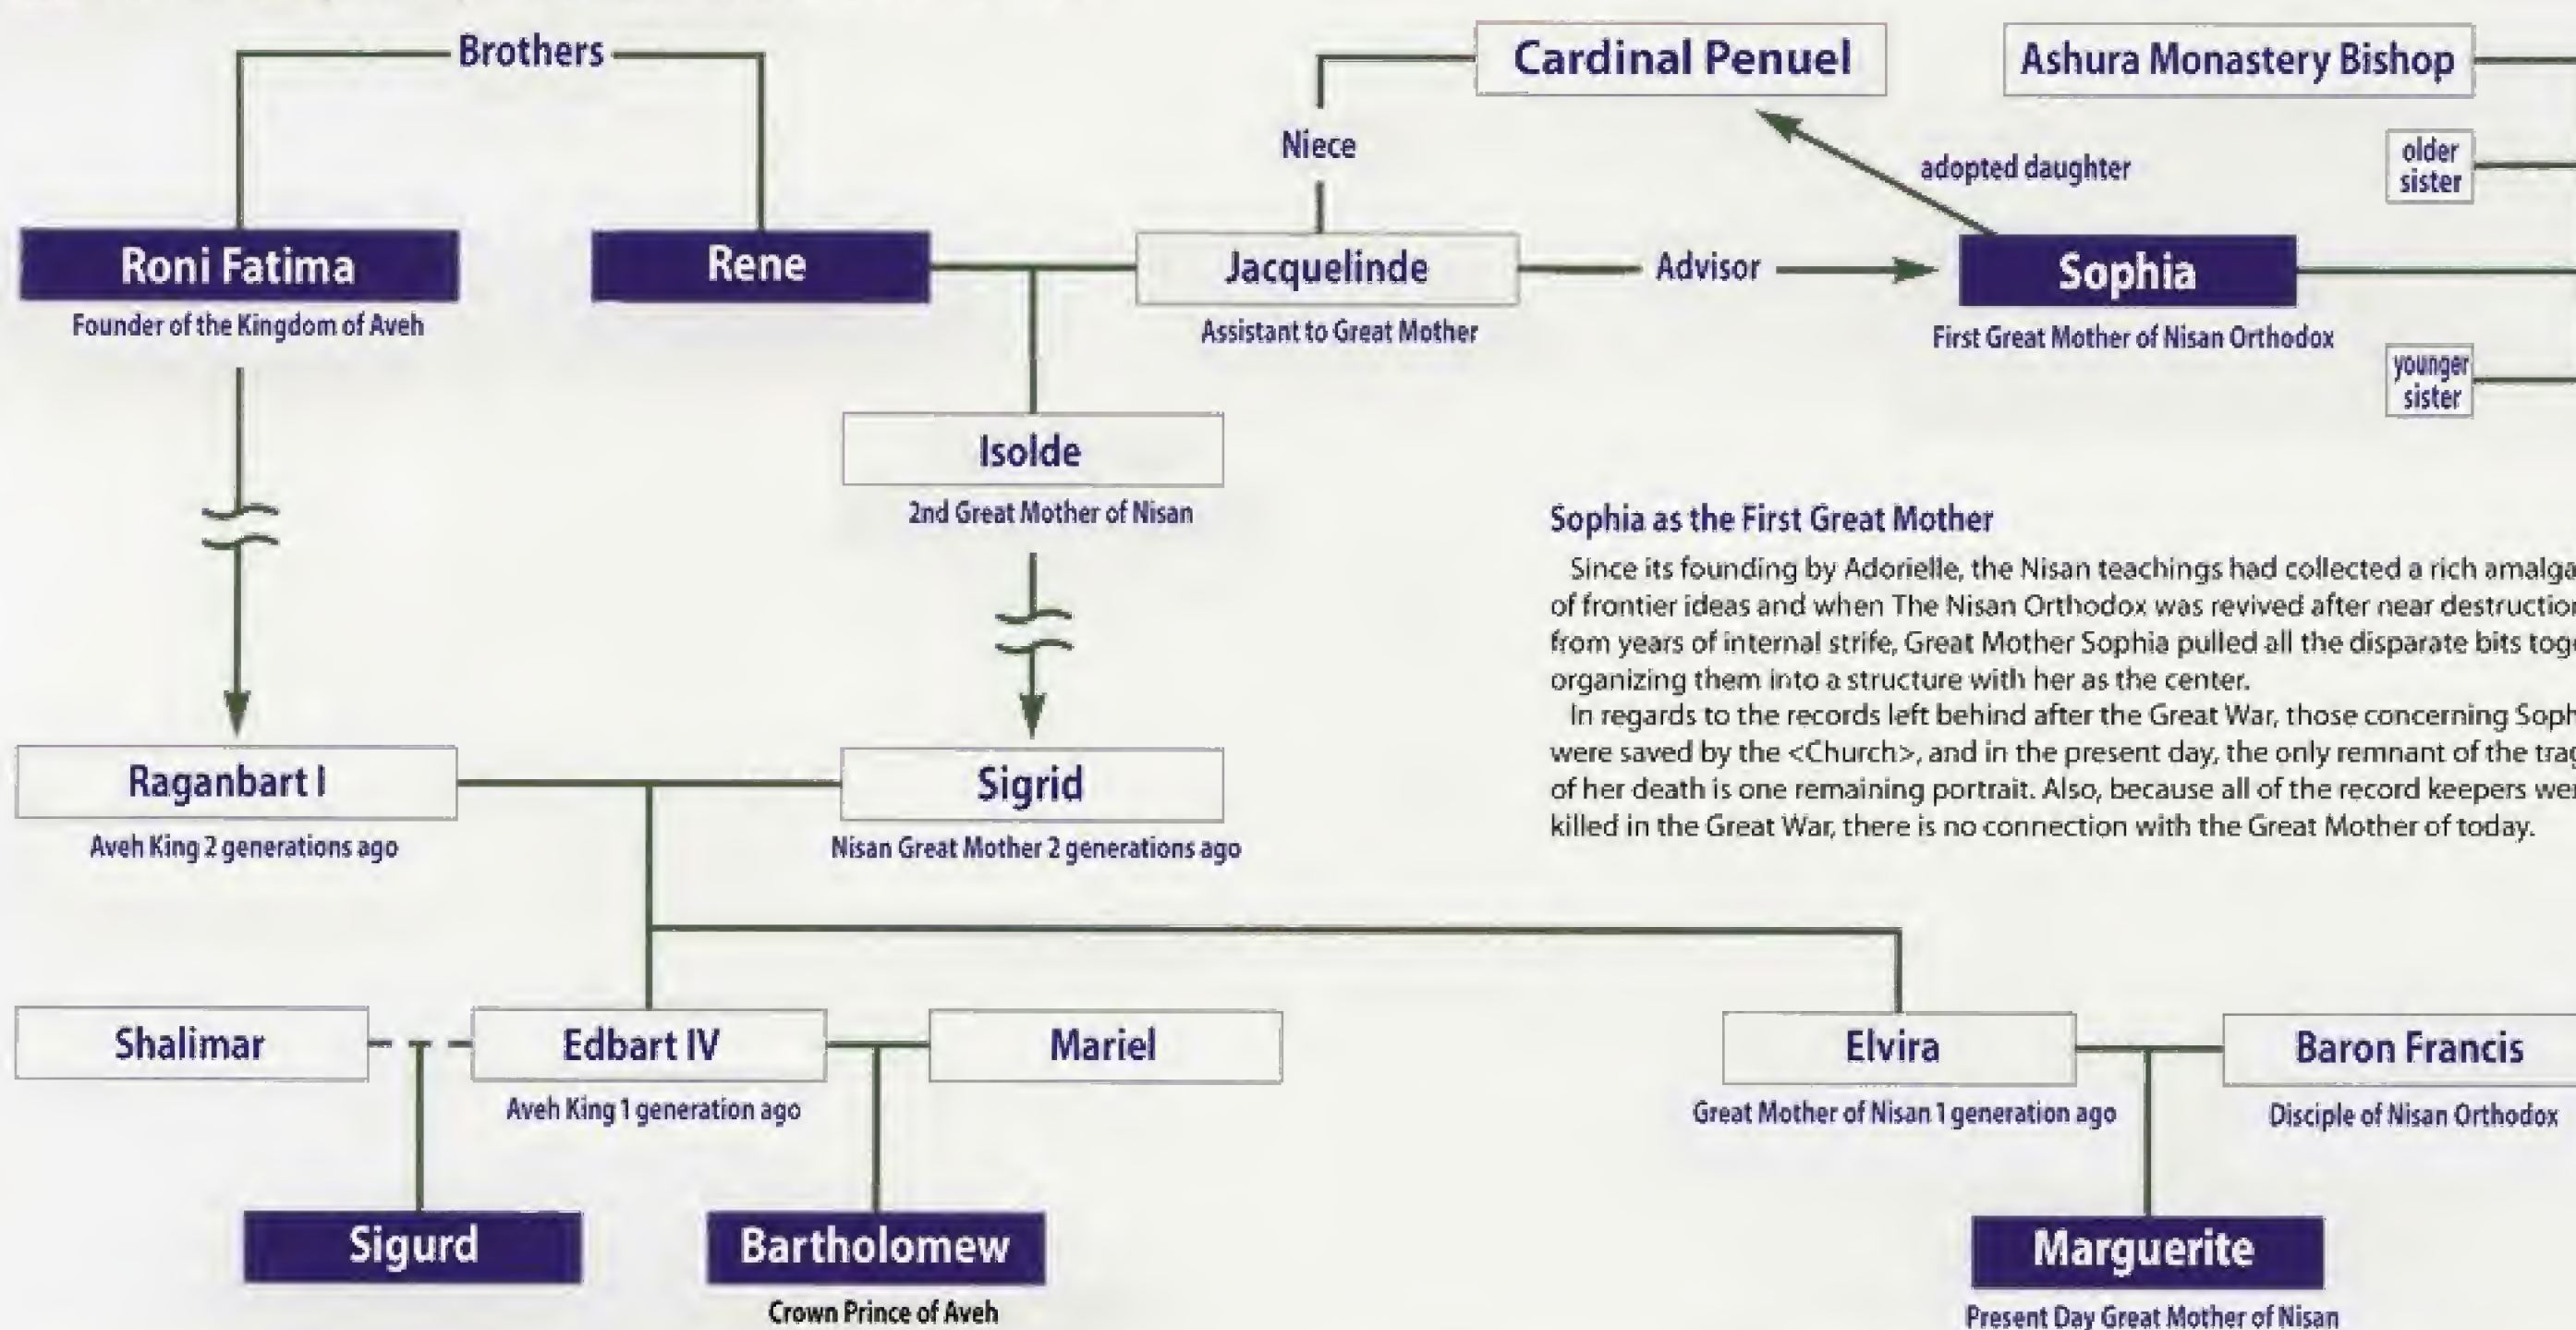 Brothers
Cardinal Penuel
Ashura Monastery Bishop
Niece
adopted daughter
older
sister
Roni Fatima
Rene
Jacquelinde
Advisor
Sophia
Founder of the Kingdom of Aveh
Assistant to Great Mother
First Great Mother of Nisan Orthodox
younger
sister
Isolde
2nd Great Mother of Nisan
Sophia as the First Great Mother
Since its founding by Adorielle, the Nisan teachings had collected a rich amalga
of frontier ideas and when The Nisan Orthodox was revived after near destruction
from years of internal strife, Great Mother Sophia pulled all the disparate bits toge
organizing them into a structure with her as the center.
In regards to the records left behind after the Great War, those concerning Soph
were saved by the <Church>, and in the present day, the only remnant of the trag
of her death is one remaining portrait. Also, because all of the record keepers wer
killed in the Great War, there is no connection with the Great Mother of today.
Raganbart I
Sigrid
Aveh King 2 generations ago
Nisan Great Mother 2 generations ago
Shalimar
Edbart IV
Mariel
Elvira
Baron Francis
Aveh King 1 generation ago
Great Mother of Nisan 1 generation ago
Disciple of Nisan Orthodox
Sigurd
Bartholomew
Marguerite
Crown Prince of Aveh
Present Day Great Mother of Nisan